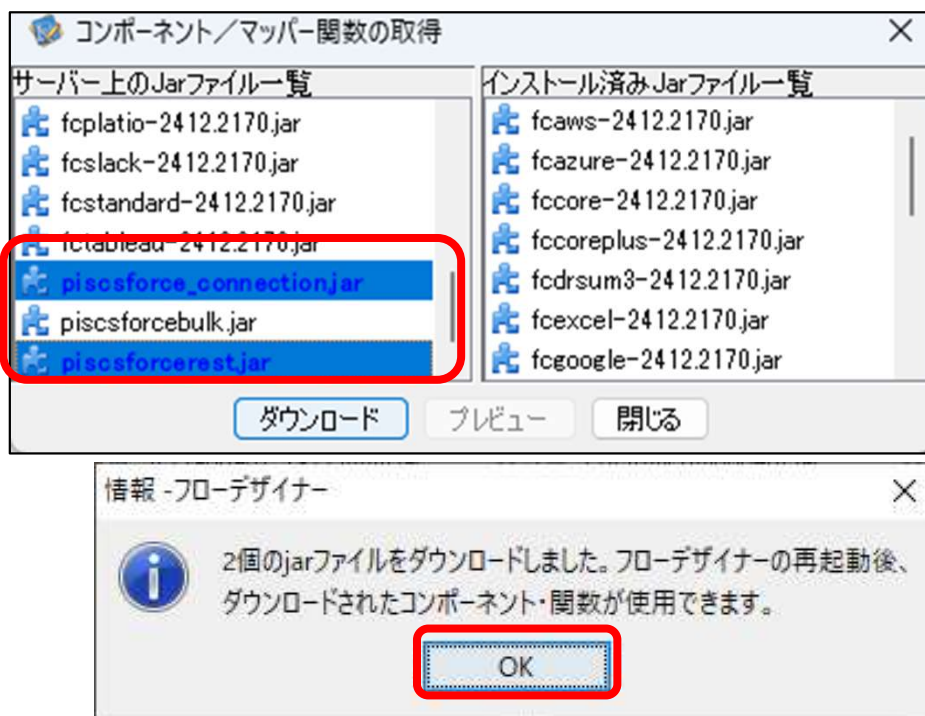 コンポーネント／マッパー関数の取得
サーバー上のJarファイル一覧
fcplatio-2412.2170.jar
fcslack-2412.2170.jar
fcstandard-2412.2170.jar
fctableau-2412.2170.jar
piscsforce_connection.jar
piscsforcebulk.jar
piscsforcerest.jar
インストール済みJarファイル一覧
fcaws-2412.2170.jar
fcazure-2412.2170.jar
fccore-2412.2170.jar
fccoreplus-2412.2170.jar
fcdrsum3-2412.2170.jar
fcexcel-2412.2170.jar
fcgoogle-2412.2170.jar
ダウンロード
プレビュー
閉じる
情報 -フローデザイナー
2個のjarファイルをダウンロードしました。フローデザイナーの再起動後、
ダウンロードされたコンポーネント・関数が使用できます。
OK